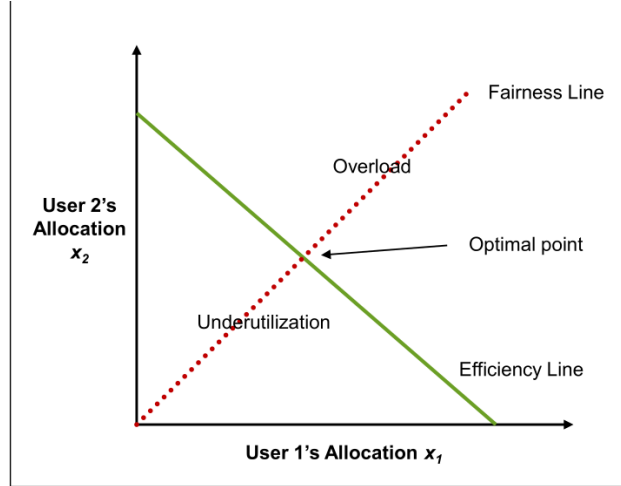 Fairness Line
Overload
User 2's
Allocation
x₂
Optimal point
Underutilization
Efficiency Line
User 1's Allocation x₁